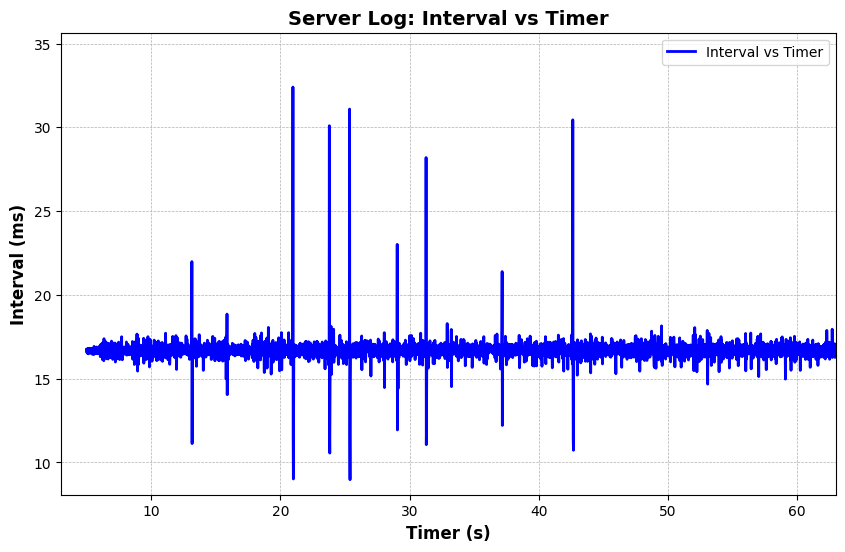 Server Log: Interval vs Timer
Interval vs Timer
35
30
25
20
15
10
Interval (ms)
10 20 30 40 50 60
Timer (s)